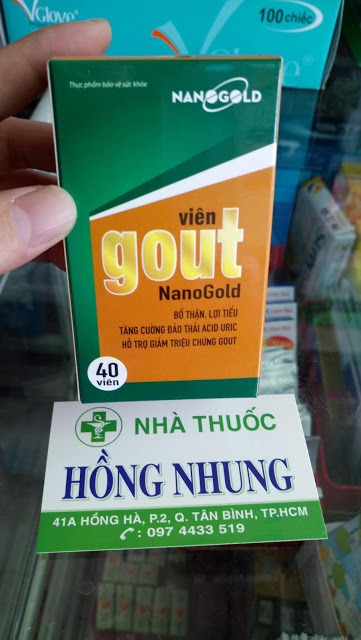 VGlove®
100 chiếc
VGlove
Thực phẩm bảo vệ sức khỏe
NANOGOLD
viên
gout
NanoGold
BỔ THẬN, LỢI TIỂU
TĂNG CƯỜNG ĐÀO THẢI ACID URIC
HỖ TRỢ GIẢM TRIỆU CHỨNG GOUT
40
viên
NHÀ THUỐC
HỒNG NHUNG
41A HỒNG HÀ, P.2, Q. TÂN BÌNH, TP.HCM
: 097 4433 519